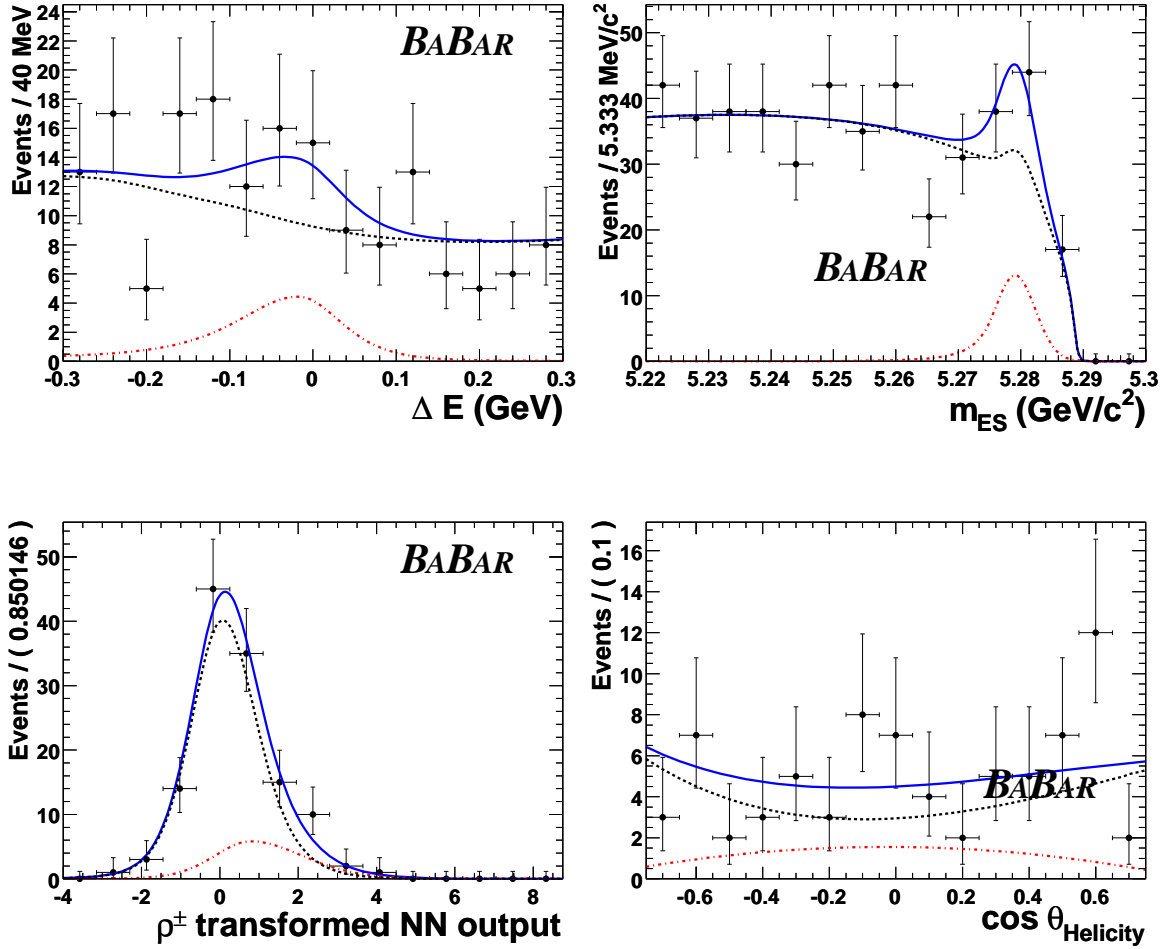 Events / 40 MeV
24
22
20
18
16
14
12
10
8
6
4
2
0
BABAR
-0.3 -0.2 -0.1 0 0.1 0.2 0.3
Δ E (GeV)
Events / 5.333 MeV/c²
50
40
30
20
10
0
BABAR
5.22 5.23 5.24 5.25 5.26 5.27 5.28 5.29 5.3
m_ES (GeV/c²)
Events / ( 0.850146 )
50
40
30
20
10
0
BABAR
-4 -2 0 2 4 6 8
ρ± transformed NN output
Events / ( 0.1 )
16
14
12
10
8
6
4
2
0
BABAR
-0.6 -0.4 -0.2 0 0.2 0.4 0.6
cos θ_Helicity